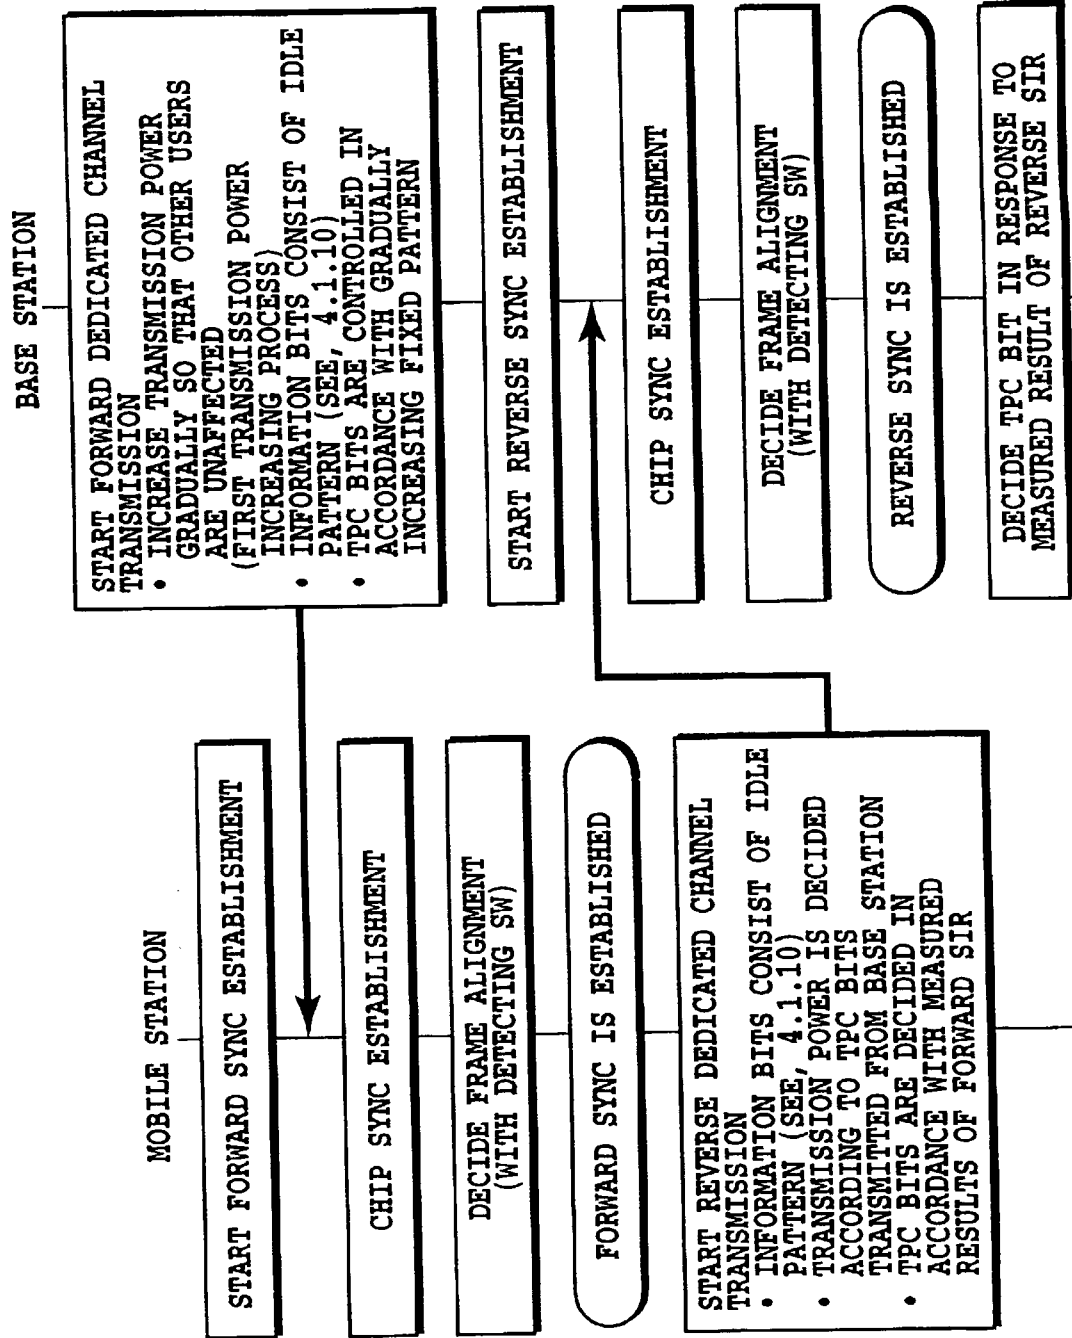 MOBILE STATION
START FORWARD SYNC ESTABLISHMENT
CHIP SYNC ESTABLISHMENT
DECIDE FRAME ALIGNMENT
(WITH DETECTING SW)
FORWARD SYNC IS ESTABLISHED
START REVERSE DEDICATED CHANNEL
TRANSMISSION
• INFORMATION BITS CONSIST OF IDLE
PATTERN (SEE, 4.1.10)
• TRANSMISSION POWER IS DECIDED
ACCORDING TO TPC BITS
TRANSMITTED FROM BASE STATION
• TPC BITS ARE DECIDED IN
ACCORDANCE WITH MEASURED
RESULTS OF FORWARD SIR
BASE STATION
START FORWARD DEDICATED CHANNEL
TRANSMISSION
• INCREASE TRANSMISSION POWER
GRADUALLY SO THAT OTHER USERS
ARE UNAFFECTED
(FIRST TRANSMISSION POWER
INCREASING PROCESS)
• INFORMATION BITS CONSIST OF IDLE
PATTERN (SEE, 4.1.10)
• TPC BITS ARE CONTROLLED IN
ACCORDANCE WITH GRADUALLY
INCREASING FIXED PATTERN
START REVERSE SYNC ESTABLISHMENT
CHIP SYNC ESTABLISHMENT
DECIDE FRAME ALIGNMENT
(WITH DETECTING SW)
REVERSE SYNC IS ESTABLISHED
DECIDE TPC BIT IN RESPONSE TO
MEASURED RESULT OF REVERSE SIR